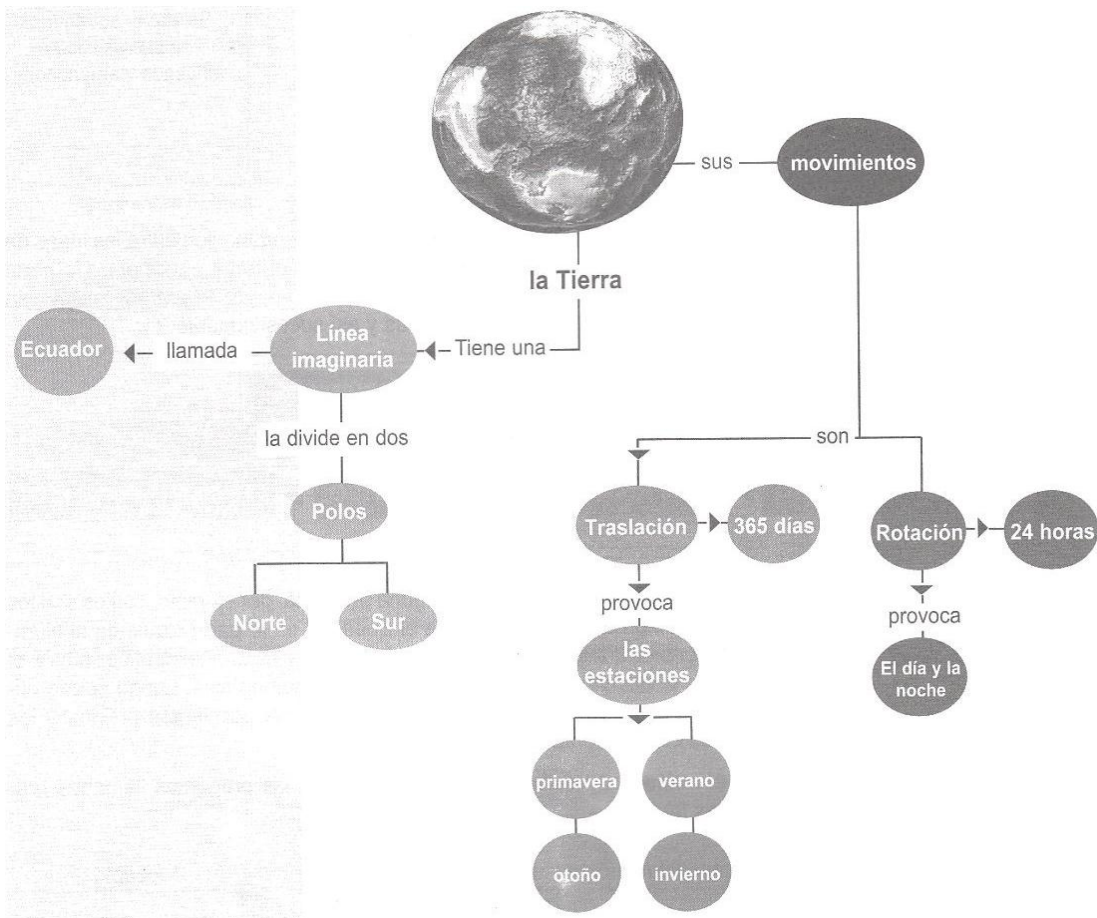 sus
movimientos
la Tierra
Ecuador
llamada
Línea
imaginaria
Tiene una
la divide en dos
Polos
Norte
Sur
son
Traslación
365 días
Rotación
24 horas
provoca
las
estaciones
primavera
verano
otoño
invierno
provoca
El día y la
noche